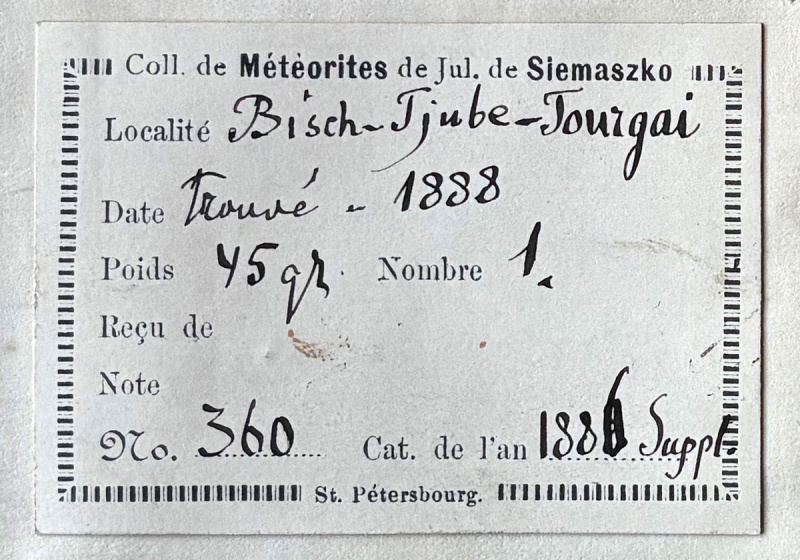 Coll. de Météorites de Jul. de Siemaszko
Localité Bisch-Tjube-Tourgai
Date trouvé - 1888
Poids 45 gr. Nombre 1.
Reçu de
Note
No. 360 Cat. de l'an 1886 Suppl.
St. Pétersbourg.